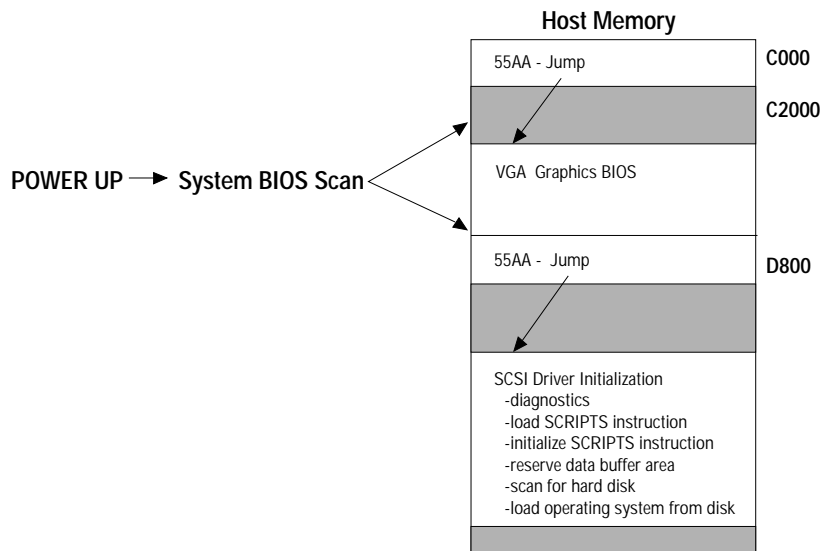 Host Memory
55AA - Jump
C000
C2000
POWER UP
System BIOS Scan
VGA Graphics BIOS
55AA - Jump
D800
SCSI Driver Initialization
-diagnostics
-load SCRIPTS instruction
-initialize SCRIPTS instruction
-reserve data buffer area
-scan for hard disk
-load operating system from disk